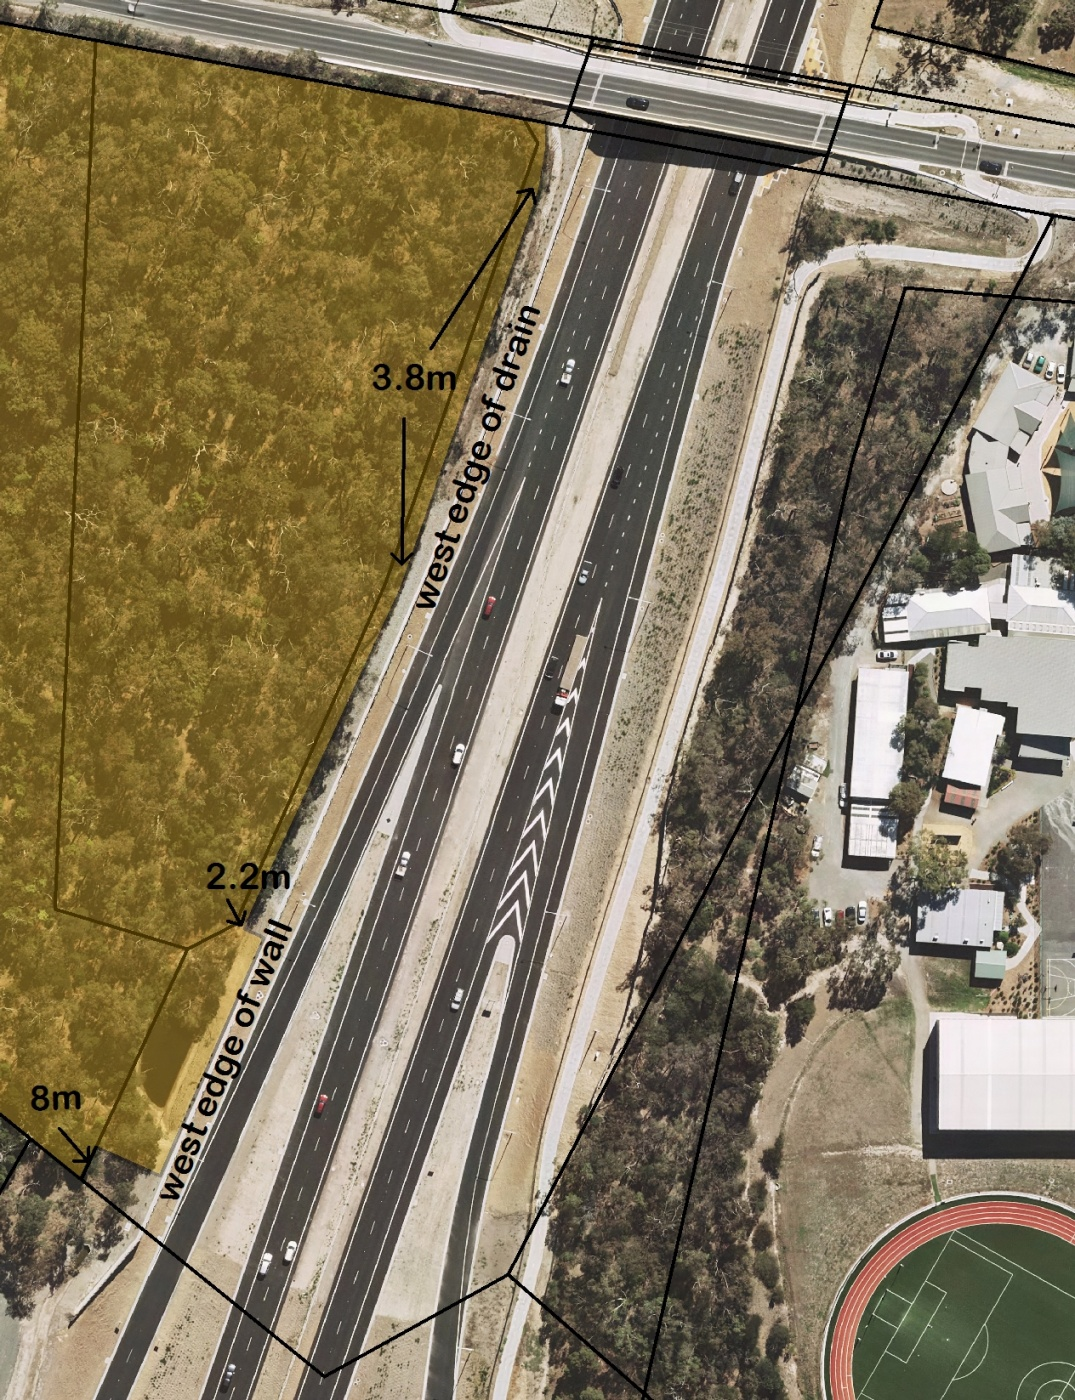 3.8m
west edge of drain
2.2m
west edge of wall
8m